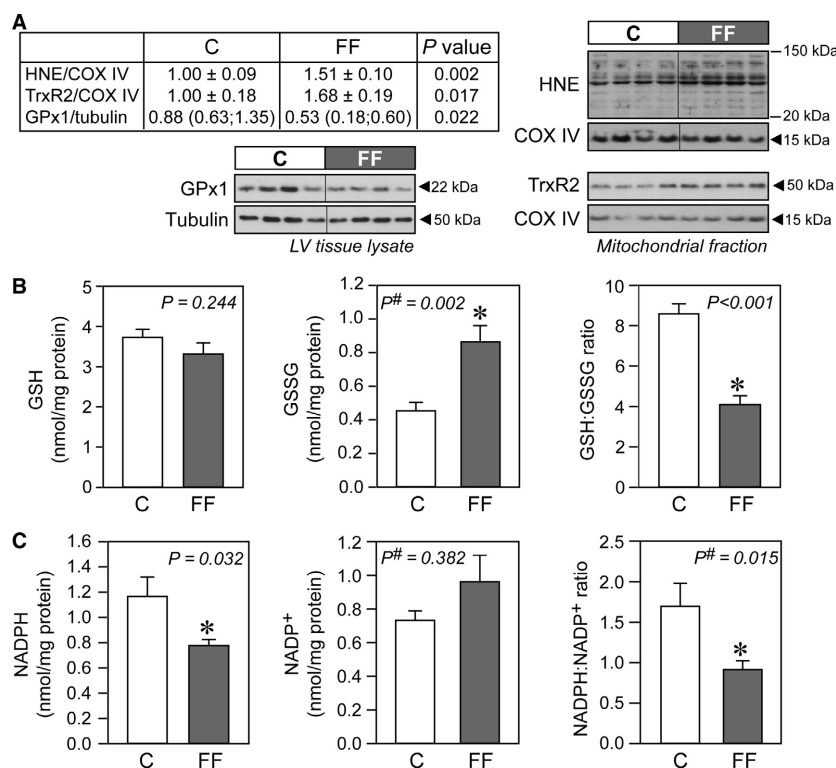 A
C FF P value
HNE/COX IV 1.00 ± 0.09 1.51 ± 0.10 0.002
TrxR2/COX IV 1.00 ± 0.18 1.68 ± 0.19 0.017
GPx1/tubulin 0.88 (0.63;1.35) 0.53 (0.18;0.60) 0.022
C FF
GPx1 22 kDa
Tubulin 50 kDa
LV tissue lysate
C FF
150 kDa
HNE
20 kDa
COX IV 15 kDa
TrxR2 50 kDa
COX IV 15 kDa
Mitochondrial fraction
B
GSH
(nmol/mg protein)
5
4
3
2
1
0
P = 0.244
C FF
GSSG
(nmol/mg protein)
1.2
1.0
0.8
0.6
0.4
0.2
0.0
P# = 0.002
*
C FF
GSH:GSSG ratio
10
8
6
4
2
0
P<0.001
*
C FF
C
NADPH
(nmol/mg protein)
1.6
1.4
1.2
1.0
0.8
0.6
0.4
0.2
0.0
P = 0.032
*
C FF
NADP+
(nmol/mg protein)
1.2
1.0
0.8
0.6
0.4
0.2
0.0
P# = 0.382
C FF
NADPH:NADP+ ratio
2.5
2.0
1.5
1.0
0.5
0.0
P# = 0.015
*
C FF